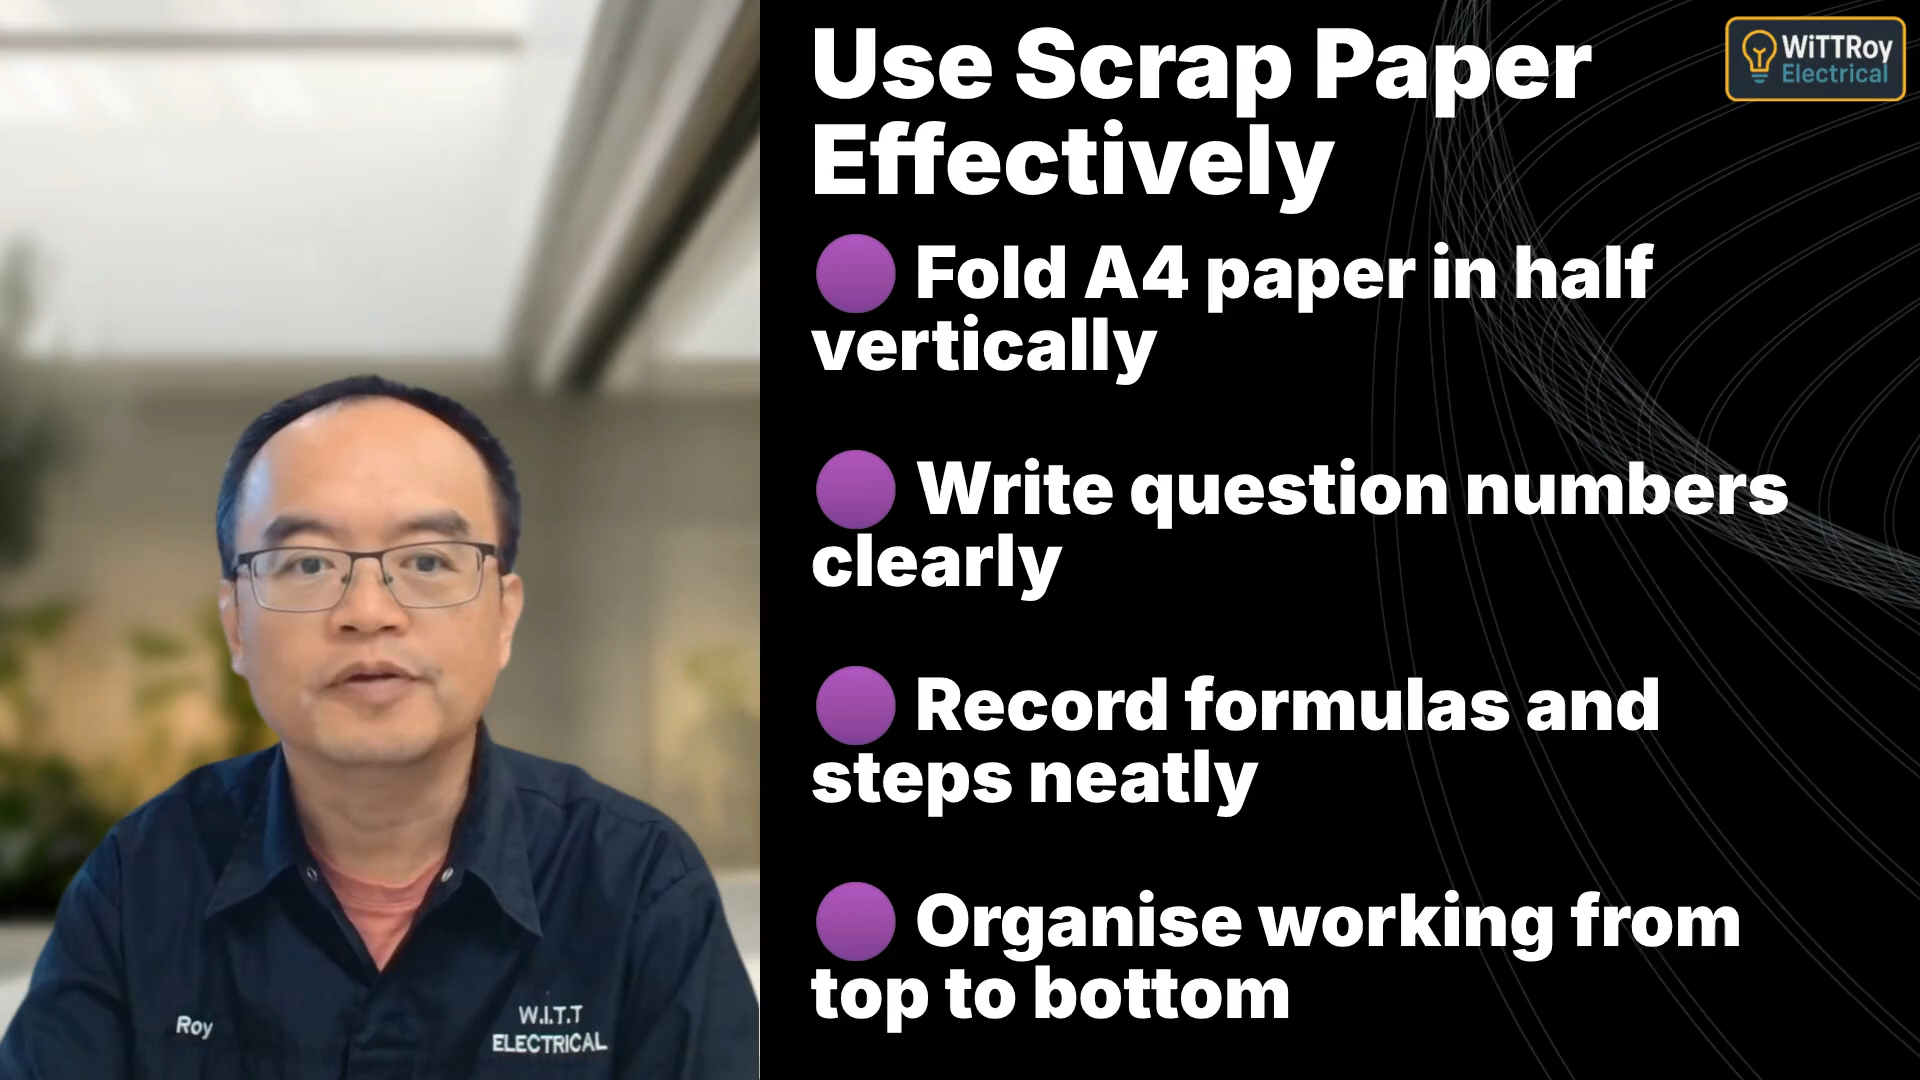 Use Scrap Paper
Effectively
WiTTRoy
Electrical
🟣 Fold A4 paper in half
vertically
🟣 Write question numbers
clearly
🟣 Record formulas and
steps neatly
🟣 Organise working from
top to bottom
Roy
W.I.T.T
ELECTRICAL